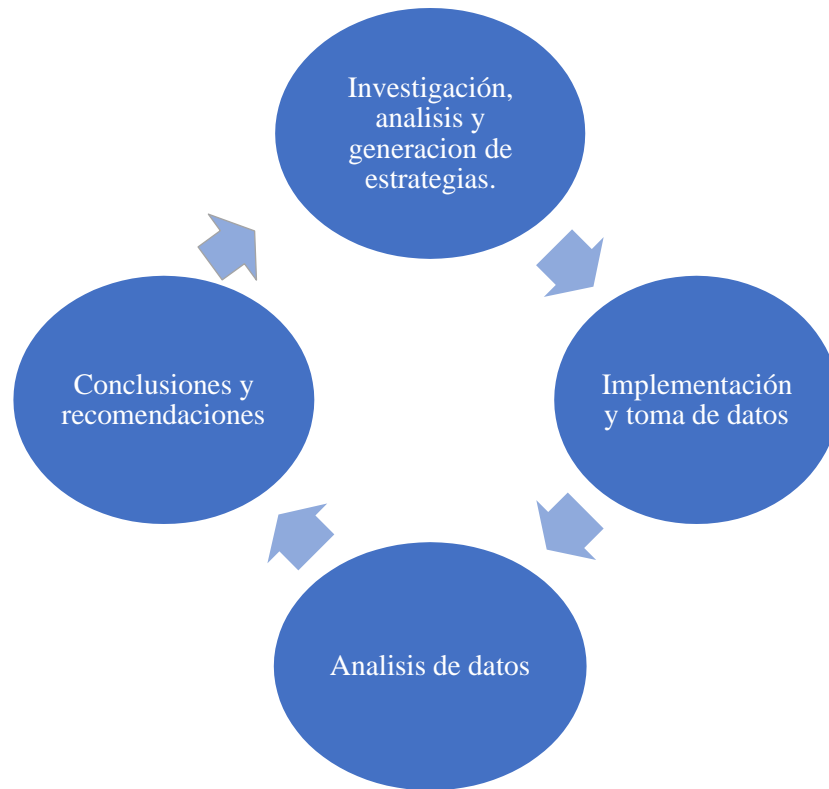 Investigación,
analisis y
generacion de
estrategias.
Implementación
y toma de datos
Analisis de datos
Conclusiones y
recomendaciones